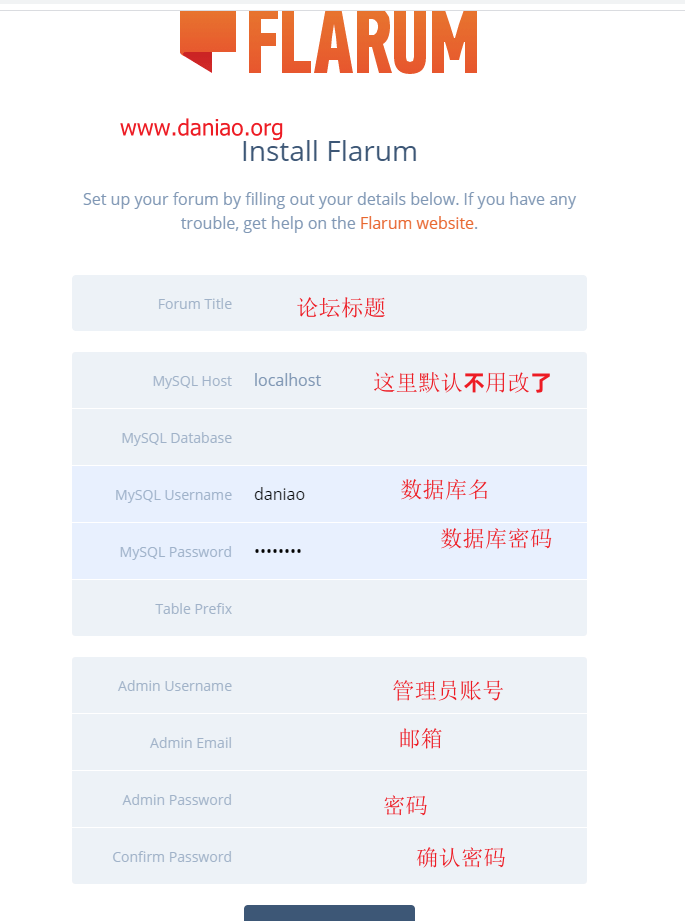 FLARUM
www.daniao.org
Install Flarum
Set up your forum by filling out your details below. If you have any
trouble, get help on the Flarum website.
Forum Title 论坛标题
MySQL Host localhost 这里默认不用改了
MySQL Database
MySQL Username daniao 数据库名
MySQL Password •••••••• 数据库密码
Table Prefix
Admin Username 管理员账号
Admin Email 邮箱
Admin Password 密码
Confirm Password 确认密码